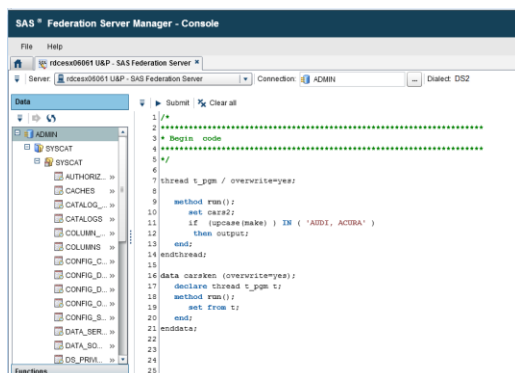 SAS ® Federation Server Manager - Console
File Help
rdcesx06061 U&P - SAS Federation Server
Server: rdcesx06061 U&P - SAS Federation Server Connection: ADMIN ... Dialect: DS2
Data
ADMIN
SYSCAT
SYSCAT
AUTHORIZ... »
CACHES »
CATALOG_... »
CATALOGS »
COLUMN_... »
COLUMNS »
CONFIG_C... »
CONFIG_D... »
CONFIG_D... »
CONFIG_O... »
CONFIG_S... »
DATA_SER... »
DATA_SO... »
DS_PRIVI... »
Functions
Submit Clear all
1 /*
2 ******************************************************************
3 * Begin code
4 ******************************************************************
5 */
6
7 thread t_pgm / overwrite=yes;
8
9 method run();
10 set cars2;
11 if (upcase(make) ) IN ( 'AUDI, ACURA' )
12 then output;
13 end;
14 endthread;
15
16 data carsken (overwrite=yes);
17 declare thread t_pgm t;
18 method run();
19 set from t;
20 end;
21 enddata;
22
23
24
25